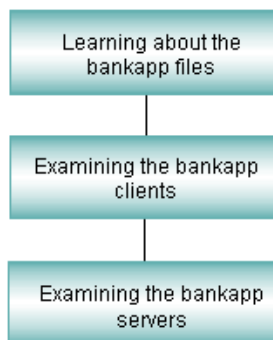 Learning about the
bankapp files
Examining the bankapp
clients
Examining the bankapp
servers